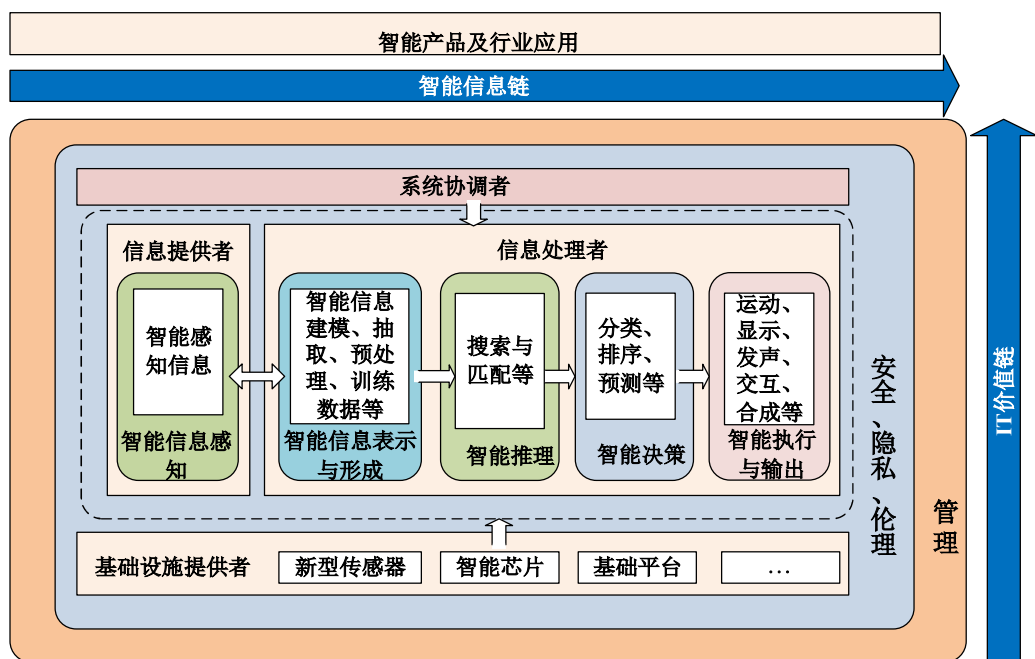 智能产品及行业应用
智能信息链
系统协调者
信息提供者
信息处理者
智能感
知信息
智能信息感
知
智能信息
建模、抽
取、预处
理、训练
数据等
智能信息表示
与形成
搜索与
匹配等
智能推理
分类、
排序、
预测等
智能决策
运动、
显示、
发声、
交互、
合成等
智能执行
与输出
基础设施提供者
新型传感器
智能芯片
基础平台
…
安全、隐私、伦理
管理
IT价值链